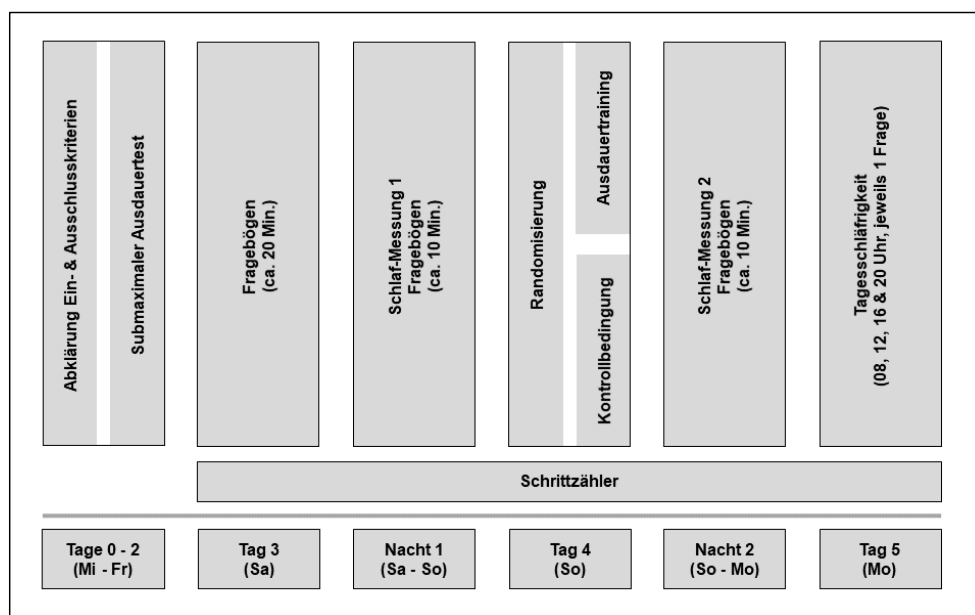 Abklärung Ein- & Ausschlusskriterien
Submaximaler Ausdauertest
Fragebögen
(ca. 20 Min.)
Schlaf-Messung 1
Fragebögen
(ca. 10 Min.)
Randomisierung
Ausdauertraining
Kontrollbedingung
Schlaf-Messung 2
Fragebögen
(ca. 10 Min.)
Tagesschläfrigkeit
(08, 12, 16 & 20 Uhr, jeweils 1 Frage)
Schrittzähler
Tage 0 - 2
(Mi - Fr)
Tag 3
(Sa)
Nacht 1
(Sa - So)
Tag 4
(So)
Nacht 2
(So - Mo)
Tag 5
(Mo)